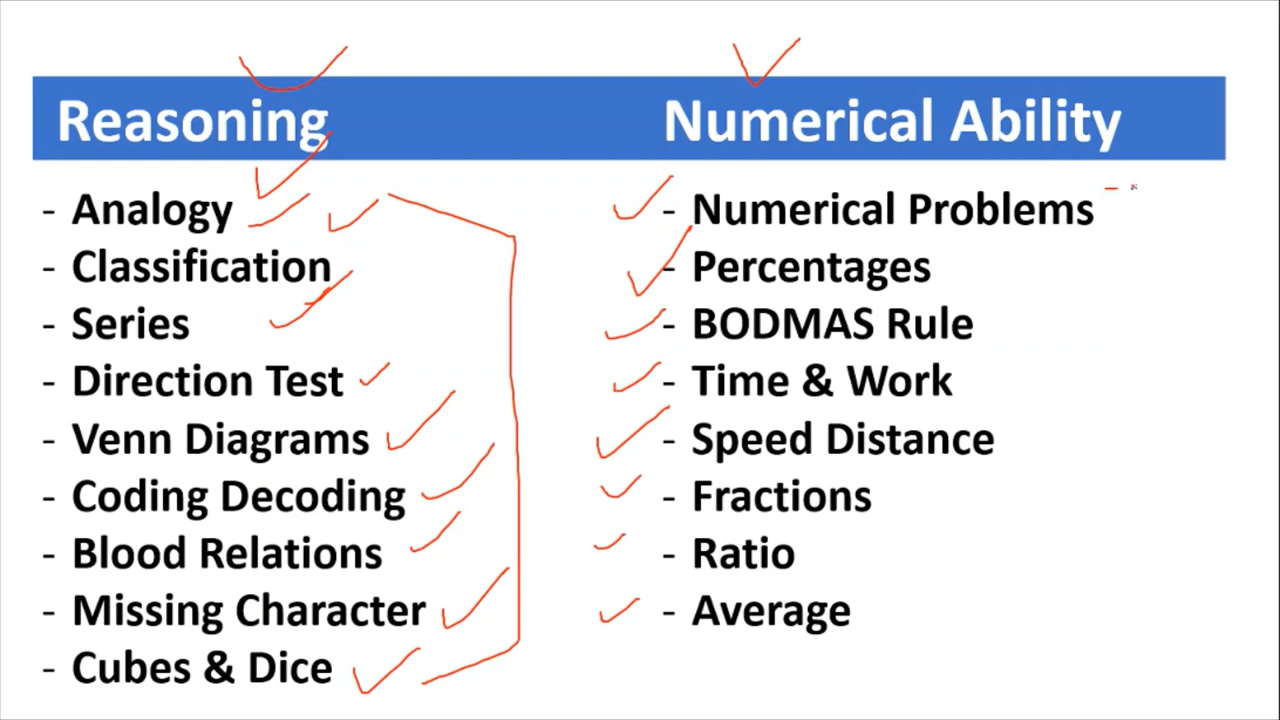 Reasoning
- Analogy
- Classification
- Series
- Direction Test
- Venn Diagrams
- Coding Decoding
- Blood Relations
- Missing Character
- Cubes & Dice
Numerical Ability
- Numerical Problems
- Percentages
- BODMAS Rule
- Time & Work
- Speed Distance
- Fractions
- Ratio
- Average